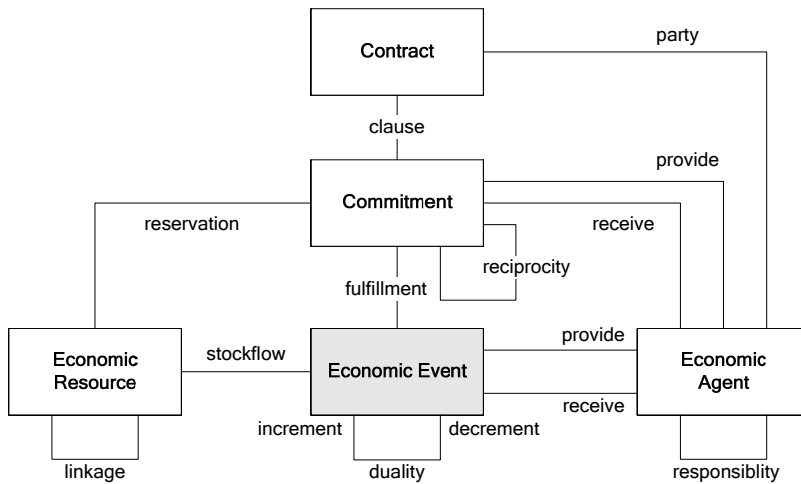 Contract
party
clause
provide
Commitment
reservation
receive
reciprocity
fulfillment
provide
Economic
Resource
stockflow
Economic Event
Economic
Agent
receive
increment
decrement
linkage
duality
responsiblity